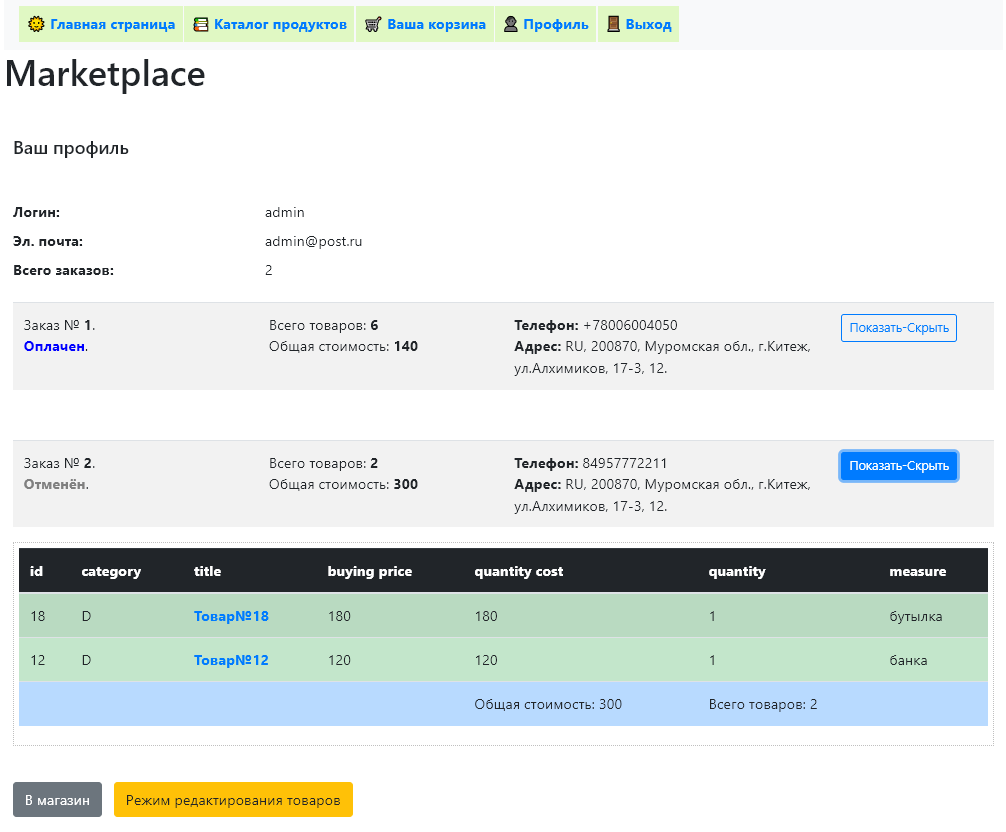 Главная страница Каталог продуктов Ваша корзина Профиль Выход
Marketplace
Ваш профиль
Логин: admin
Эл. почта: admin@post.ru
Всего заказов: 2
Заказ № 1. Всего товаров: 6 Телефон: +78006004050 Показать-Скрыть
Оплачен. Общая стоимость: 140 Адрес: RU, 200870, Муромская обл., г.Китеж,
ул.Алхимиков, 17-3, 12.
Заказ № 2. Всего товаров: 2 Телефон: 84957772211 Показать-Скрыть
Отменён. Общая стоимость: 300 Адрес: RU, 200870, Муромская обл., г.Китеж,
ул.Алхимиков, 17-3, 12.
id category title buying price quantity cost quantity measure
18 D Товар№18 180 180 1 бутылка
12 D Товар№12 120 120 1 банка
Общая стоимость: 300 Всего товаров: 2
В магазин Режим редактирования товаров